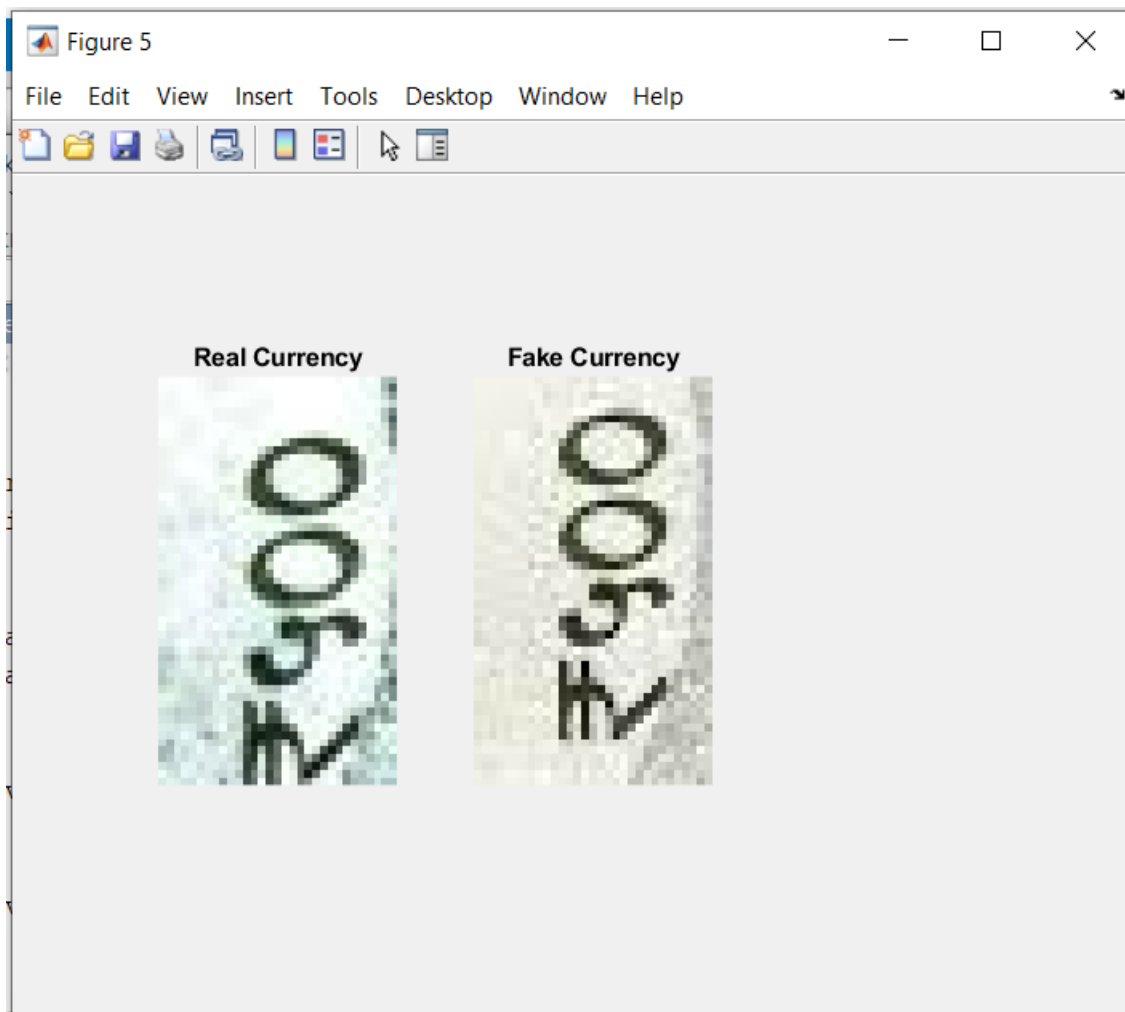 Figure 5
File Edit View Insert Tools Desktop Window Help
Real Currency Fake Currency
₹500
₹500